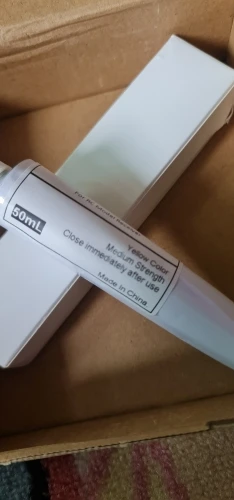 50mL
Yellow Color
Medium Strength
Close immediately after use
Made in China